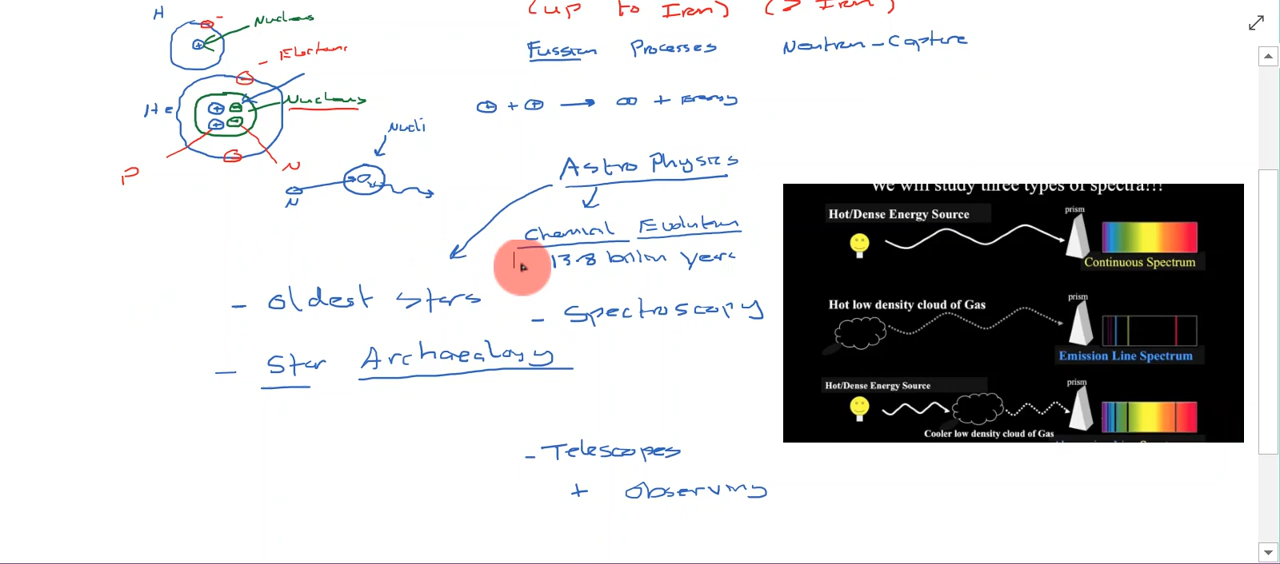 H
Nucleus
- Electron
He
Nucleus
P
N
Nucli
N
(up to Iron) (> Iron)
Fussion Processes Neutron-Capture
+ → + Energy
Astro Physics
Chemical Evolution
13.8 billion years
- oldest stars
- Spectroscopy
- Star Archaeology
- Telescopes
+ observing
We will study three types of spectra!!!
Hot/Dense Energy Source
prism
Continuous Spectrum
Hot low density cloud of Gas
prism
Emission Line Spectrum
Hot/Dense Energy Source
prism
Cooler low density cloud of Gas